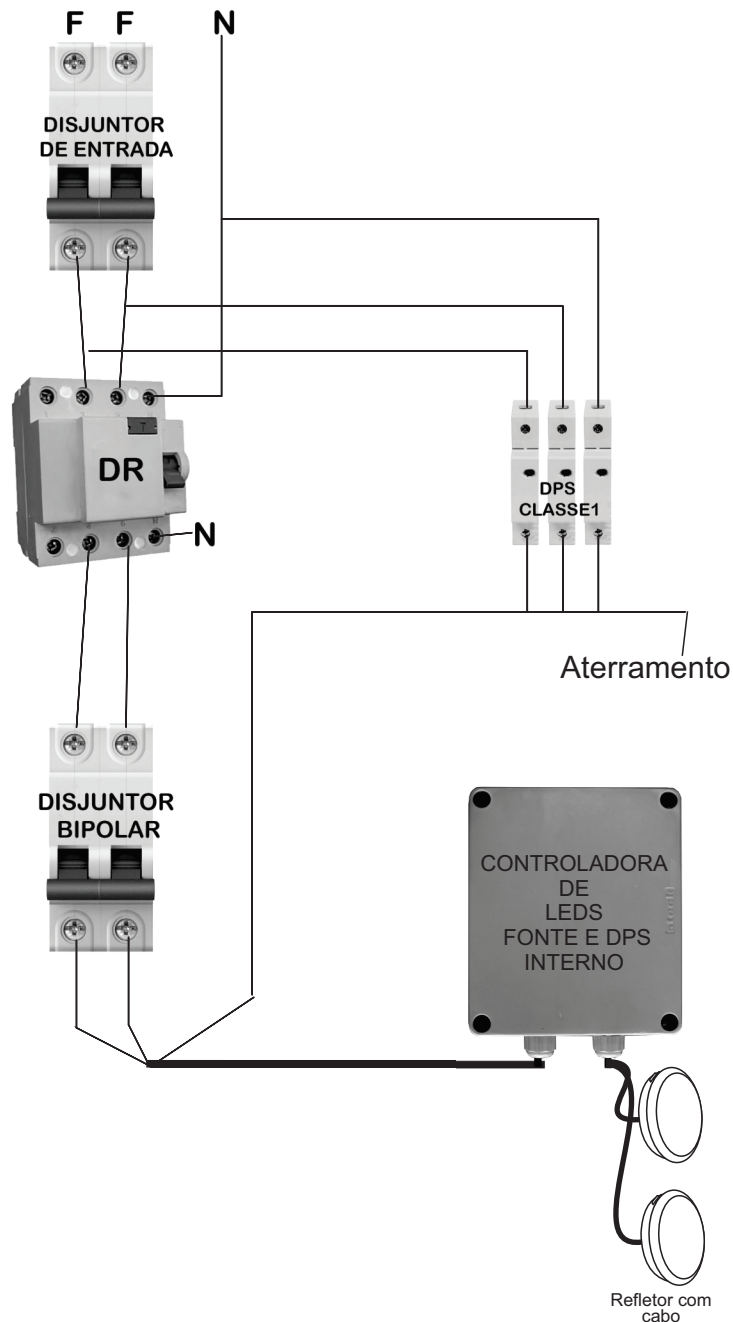 F F N
DISJUNTOR
DE ENTRADA
DR
T
N
DPS
CLASSE1
Aterramento
DISJUNTOR
BIPOLAR
CONTROLADORA
DE
LEDS
FONTE E DPS
INTERNO
Refletor com
cabo